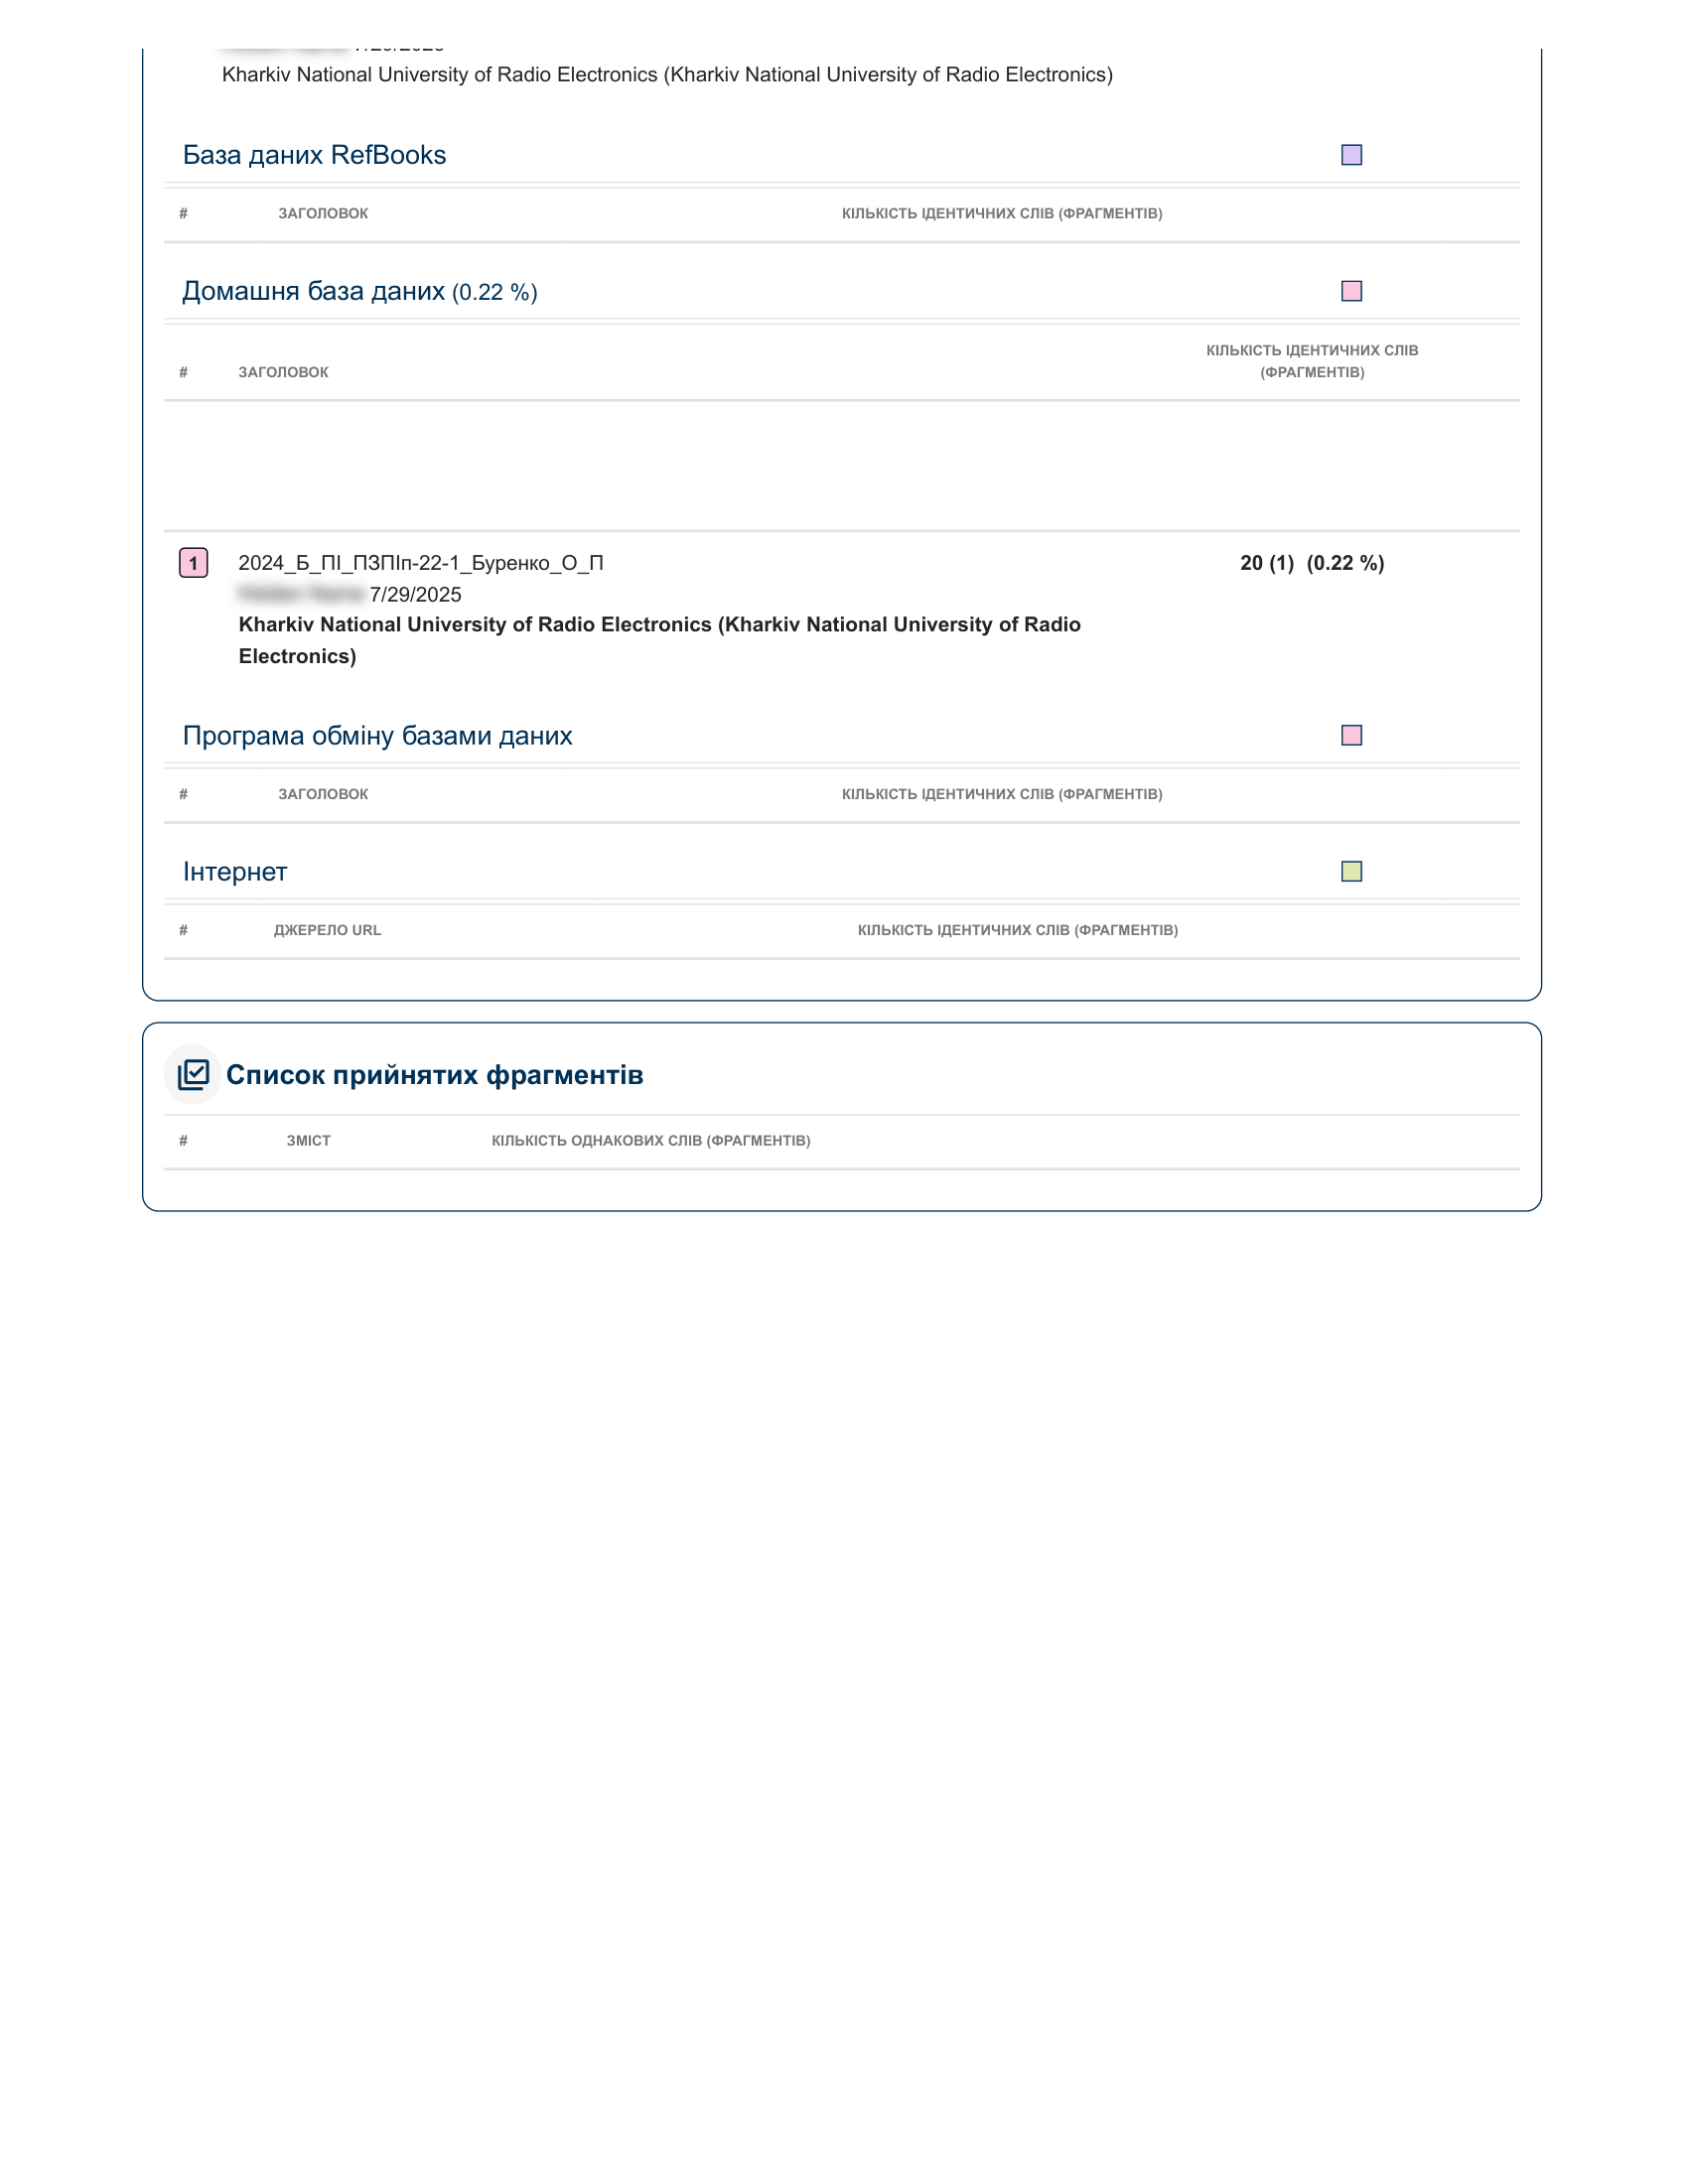 Kharkiv National University of Radio Electronics (Kharkiv National University of Radio Electronics)
База даних RefBooks
# ЗАГОЛОВОК КІЛЬКІСТЬ ІДЕНТИЧНИХ СЛІВ (ФРАГМЕНТІВ)
Домашня база даних (0.22 %)
# ЗАГОЛОВОК КІЛЬКІСТЬ ІДЕНТИЧНИХ СЛІВ
(ФРАГМЕНТІВ)
1 2024_Б_ПІ_ПЗПІп-22-1_Буренко_О_П 20 (1) (0.22 %)
7/29/2025
Kharkiv National University of Radio Electronics (Kharkiv National University of Radio
Electronics)
Програма обміну базами даних
# ЗАГОЛОВОК КІЛЬКІСТЬ ІДЕНТИЧНИХ СЛІВ (ФРАГМЕНТІВ)
Інтернет
# ДЖЕРЕЛО URL КІЛЬКІСТЬ ІДЕНТИЧНИХ СЛІВ (ФРАГМЕНТІВ)
Список прийнятих фрагментів
# ЗМІСТ КІЛЬКІСТЬ ОДНАКОВИХ СЛІВ (ФРАГМЕНТІВ)